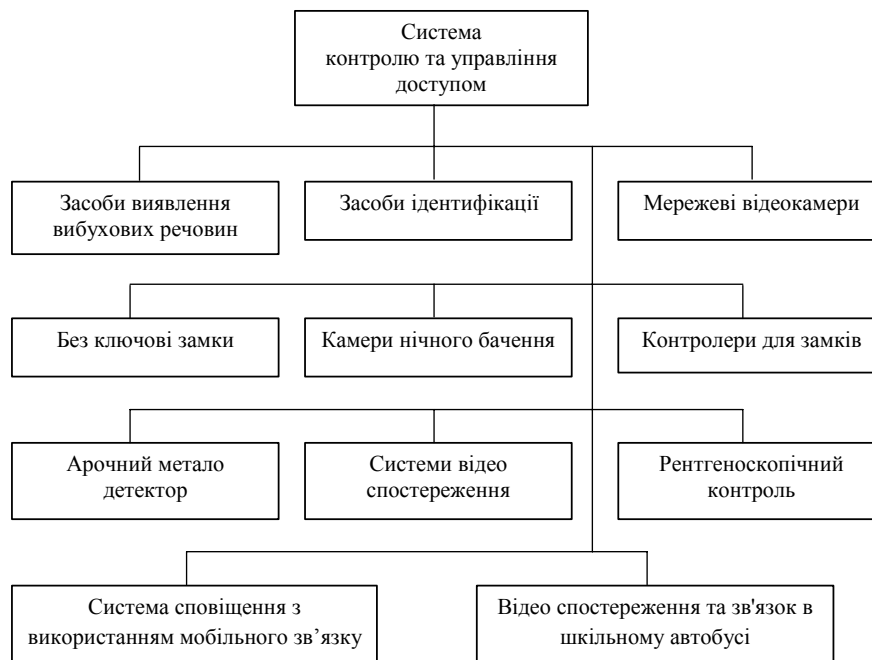 Система
контролю та управління
доступом
Засоби виявлення
вибухових речовин
Засоби ідентифікації
Мережеві відеокамери
Без ключові замки
Камери нічного бачення
Контролери для замків
Арочний метало
детектор
Системи відео
спостереження
Рентгеноскопічний
контроль
Система сповіщення з
використанням мобільного зв’язку
Відео спостереження та зв'язок в
шкільному автобусі